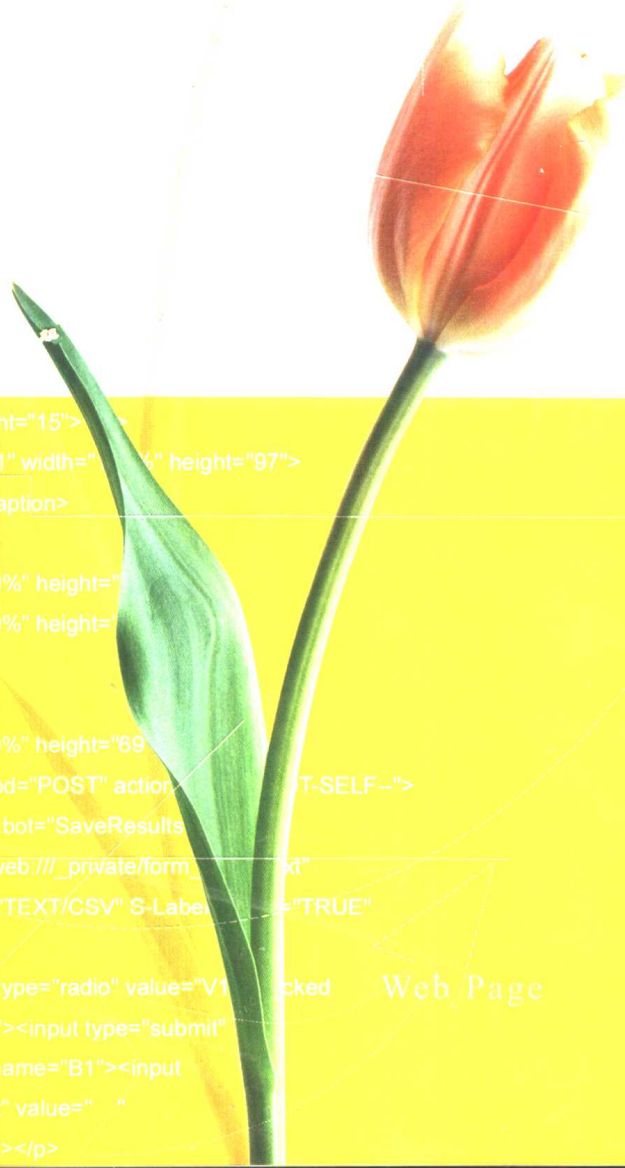 ht="15">
1" width=" %" height="97">
aption>
%" height="
%" height="
%" height="69
od="POST" action T-SELF--">
bot="SaveResults
web.///_private/form_ xt"
"TEXT/CSV" S-Label ="TRUE"
type="radio" value="V1 cked
"><input type="submit"
name="B1"><input
" value=" "
></p>
Web Page